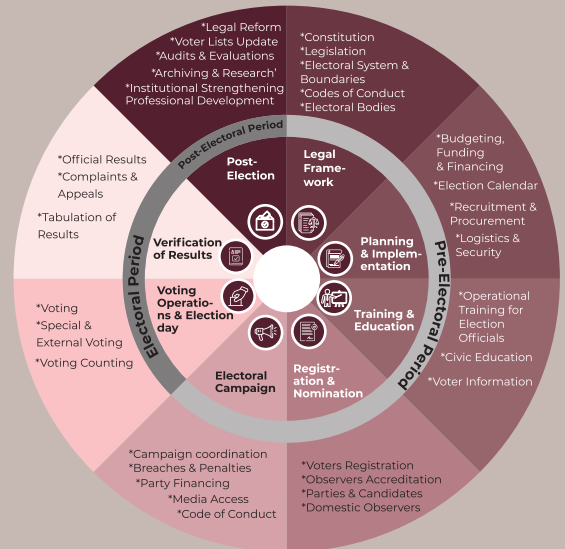 *Legal Reform
*Voter Lists Update
*Audits & Evaluations
*Archiving & Research'
*Institutional Strengthening
Professional Development
*Constitution
*Legislation
*Electoral System &
Boundaries
*Codes of Conduct
*Electoral Bodies
*Budgeting,
Funding
& Financing
*Election Calendar
*Recruitment &
Procurement
*Logistics &
Security
*Operational
Training for
Election
Officials
*Civic Education
*Voter Information
*Voters Registration
*Observers Accreditation
*Parties & Candidates
*Domestic Observers
*Campaign coordination
*Breaches & Penalties
*Party Financing
*Media Access
*Code of Conduct
*Voting
*Special &
External Voting
*Voting Counting
*Official Results
*Complaints &
Appeals
*Tabulation of
Results
Post-Electoral Period
Pre-Electoral Period
Electoral Period
Post-
Election
Legal
Frame-
work
Planning
& Implem-
entation
Training &
Education
Registr-
ation &
Nomination
Electoral
Campaign
Voting
Operatio-
ns & Election
day
Verification
of Results